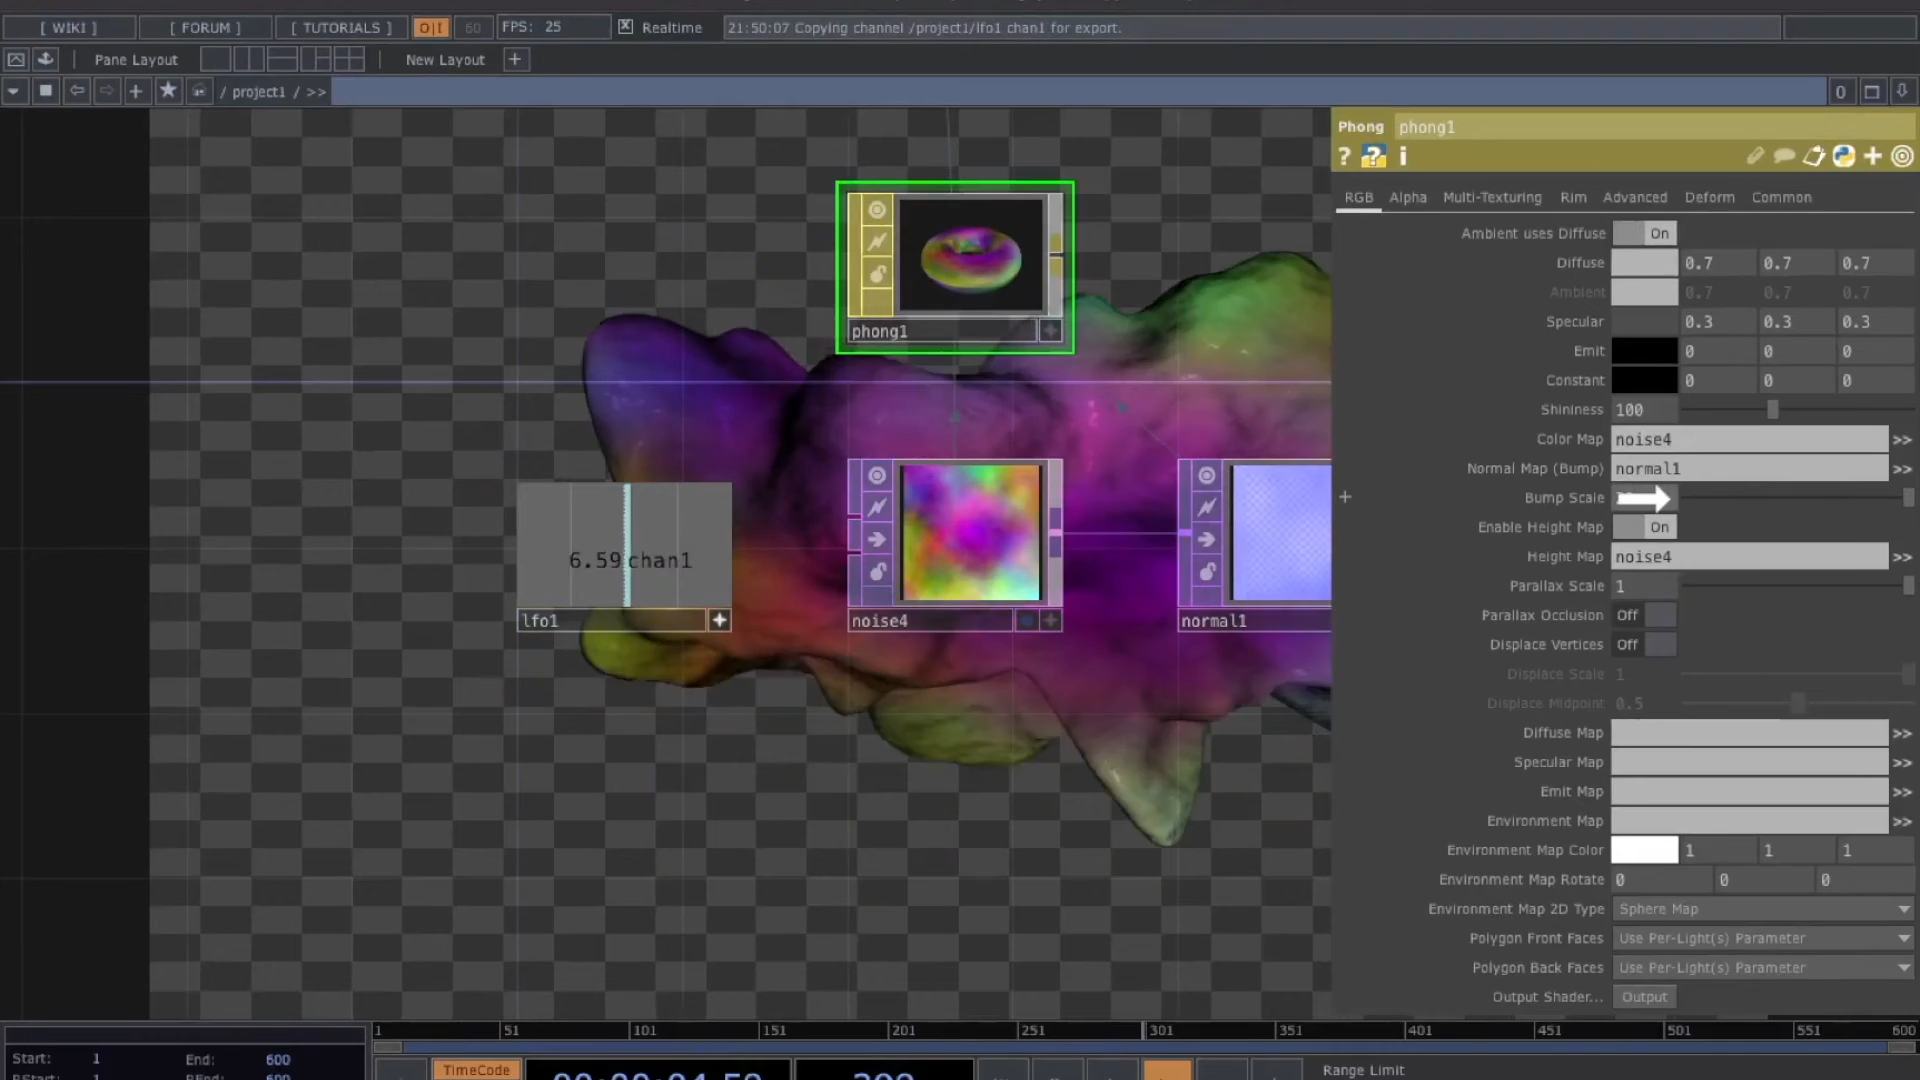 [ WIKI ] [ FORUM ] [ TUTORIALS ] O|I 60 FPS: 25 Realtime 21:50:07 Copying channel /project1/lfo1 chan1 for export.
Pane Layout New Layout +
/ project1 / >> 0
Phong phong1
? ? i
RGB Alpha Multi-Texturing Rim Advanced Deform Common
Ambient uses Diffuse On
Diffuse 0.7 0.7 0.7
Ambient 0.7 0.7 0.7
Specular 0.3 0.3 0.3
Emit 0 0 0
Constant 0 0 0
Shininess 100
Color Map noise4 >>
Normal Map (Bump) normal1 >>
Bump Scale
Enable Height Map On
Height Map noise4 >>
Parallax Scale 1
Parallax Occlusion Off
Displace Vertices Off
Displace Scale 1
Displace Midpoint 0.5
Diffuse Map >>
Specular Map >>
Emit Map >>
Environment Map >>
Environment Map Color 1 1 1
Environment Map Rotate 0 0 0
Environment Map 2D Type Sphere Map
Polygon Front Faces Use Per-Light(s) Parameter
Polygon Back Faces Use Per-Light(s) Parameter
Output Shader... Output
phong1
6.59 chan1
lfo1
noise4
normal1
1 51 101 151 201 251 301 351 401 451 501 551 600
Start: 1 End: 600
TimeCode
Range Limit